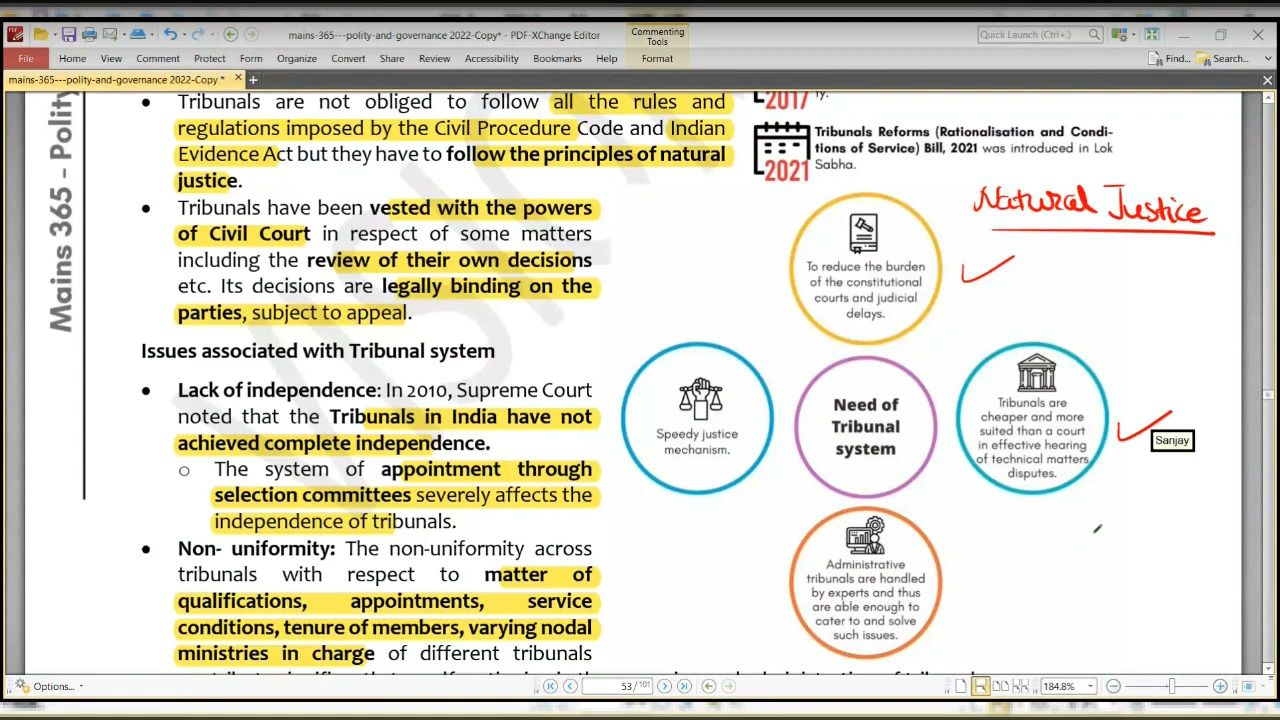 mains-365---polity-and-governance 2022-Copy* - PDF-XChange Editor
Commenting
Tools
Quick Launch (Ctrl+.)
File Home View Comment Protect Form Organize Convert Share Review Accessibility Bookmarks Help Format
Find... Search...
mains-365---polity-and-governance 2022-Copy *
Mains 365 - Polity
• Tribunals are not obliged to follow all the rules and
regulations imposed by the Civil Procedure Code and Indian
Evidence Act but they have to follow the principles of natural
justice.
• Tribunals have been vested with the powers
of Civil Court in respect of some matters
including the review of their own decisions
etc. Its decisions are legally binding on the
parties, subject to appeal.
Issues associated with Tribunal system
• Lack of independence: In 2010, Supreme Court
noted that the Tribunals in India have not
achieved complete independence.
o The system of appointment through
selection committees severely affects the
independence of tribunals.
• Non- uniformity: The non-uniformity across
tribunals with respect to matter of
qualifications, appointments, service
conditions, tenure of members, varying nodal
ministries in charge of different tribunals
2017
ty.
Tribunals Reforms (Rationalisation and Condi-
tions of Service) Bill, 2021 was introduced in Lok
Sabha.
2021
Natural Justice
To reduce the burden
of the constitutional
courts and judicial
delays.
Speedy justice
mechanism.
Need of
Tribunal
system
Tribunals are
cheaper and more
suited than a court
in effective hearing
of technical matters
disputes.
Sanjay
Administrative
tribunals are handled
by experts and thus
are able enough to
cater to and solve
such issues.
Options...
53 / 101
184.8%